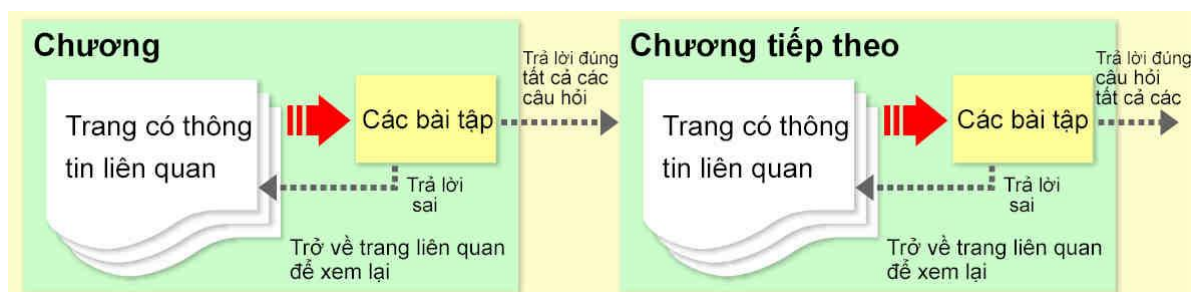 Chương
Trang có thông
tin liên quan
Các bài tập
Trả lời đúng
tất cả các
câu hỏi
Trả lời
sai
Trở về trang liên quan
để xem lại
Chương tiếp theo
Trang có thông
tin liên quan
Các bài tập
Trả lời đúng
câu hỏi
tất cả các
Trả lời
sai
Trở về trang liên quan
để xem lại